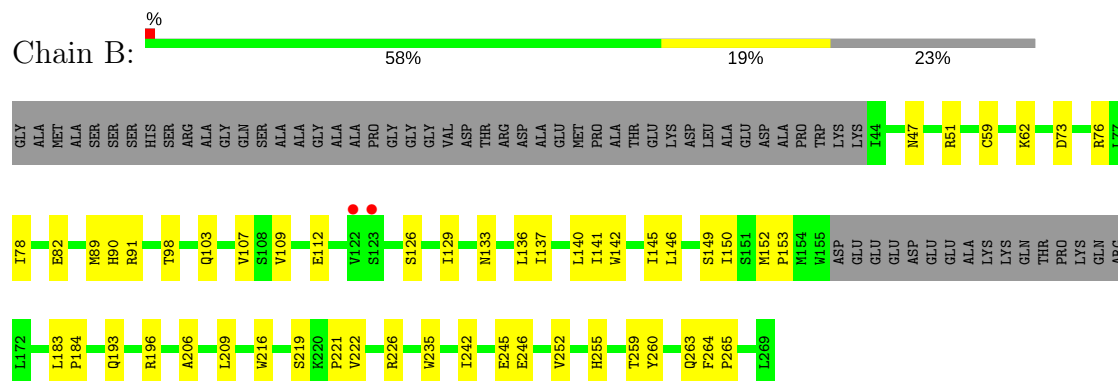 %
Chain B:
58% 19% 23%
GLY ALA MET ALA SER SER SER HIS SER ARG ALA GLY GLN SER ALA ALA GLY ALA ALA PRO GLY GLY GLY VAL ASP THR ARG ASP ALA GLU MET PRO ALA THR GLU LYS ASP LEU ALA GLU ASP ALA PRO TRP LYS LYS I44 N47 R51 C59 K62 D73 R76 L77
I78 E82 M89 H90 R91 T98 Q103 V107 S108 V109 E112 V122 S123 S126 I129 N133 L136 I137 L140 I141 W142 I145 L146 S149 I150 S151 M152 P153 M154 W155 ASP GLU GLU GLU ASP GLU GLU ALA LYS LYS GLN THR PRO LYS GLN ARG
L172 L183 P184 Q193 R196 A206 L209 W216 S219 K220 P221 V222 R226 W235 I242 E245 E246 V252 H255 T259 Y260 Q263 F264 P265 L269